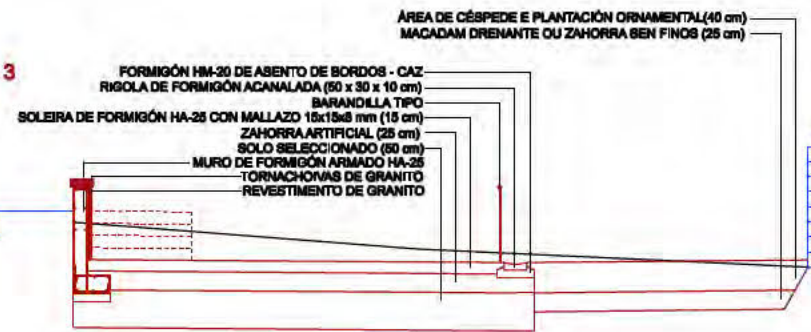 ÁREA DE CÉSPEDE E PLANTACIÓN ORNAMENTAL(40 cm)
MACADAM DRENANTE OU ZAHORRA SEN FINOS (25 cm)
3
FORMIGÓN HM-20 DE ASENTO DE BORDOS - CAZ
RIGOLA DE FORMIGÓN ACANALADA (50 x 30 x 10 cm)
BARANDILLA TIPO
SOLEIRA DE FORMIGÓN HA-25 CON MALLAZO 15x15x8 mm (15 cm)
ZAHORRA ARTIFICIAL (25 cm)
SOLO SELECCIONADO (50 cm)
MURO DE FORMIGÓN ARMADO HA-25
TORNACHOIVAS DE GRANITO
REVESTIMENTO DE GRANITO